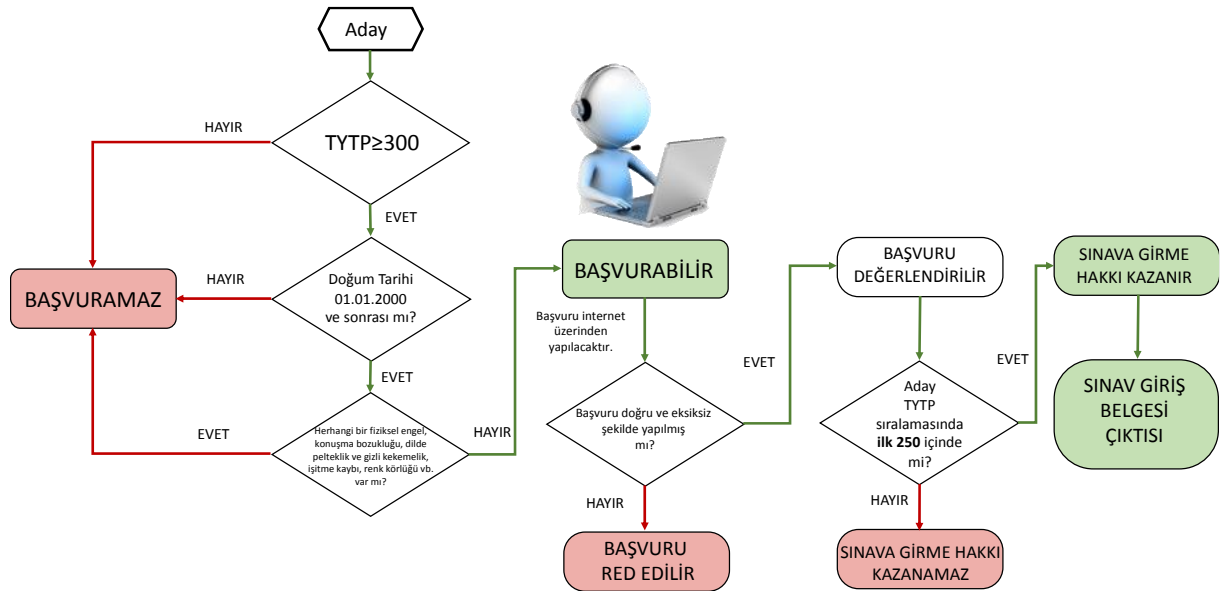 Aday
HAYIR
TYTP≥300
EVET
HAYIR
Doğum Tarihi
01.01.2000
ve sonrası mı?
BAŞVURAMAZ
EVET
EVET
Herhangi bir fiziksel engel,
konuşma bozukluğu, dilde
pelteklik ve gizli kekemelik,
işitme kaybı, renk körlüğü vb.
var mı?
HAYIR
BAŞVURABİLİR
Başvuru internet
üzerinden
yapılacaktır.
Başvuru doğru ve eksiksiz
şekilde yapılmış
mı?
EVET
HAYIR
BAŞVURU
RED EDİLİR
BAŞVURU
DEĞERLENDİRİLİR
Aday
TYTP
sıralamasında
ilk 250 içinde
mi?
EVET
HAYIR
SINAVA GİRME HAKKI
KAZANAMAZ
SINAVA GİRME
HAKKI KAZANIR
SINAV GİRİŞ
BELGESİ
ÇIKTISI